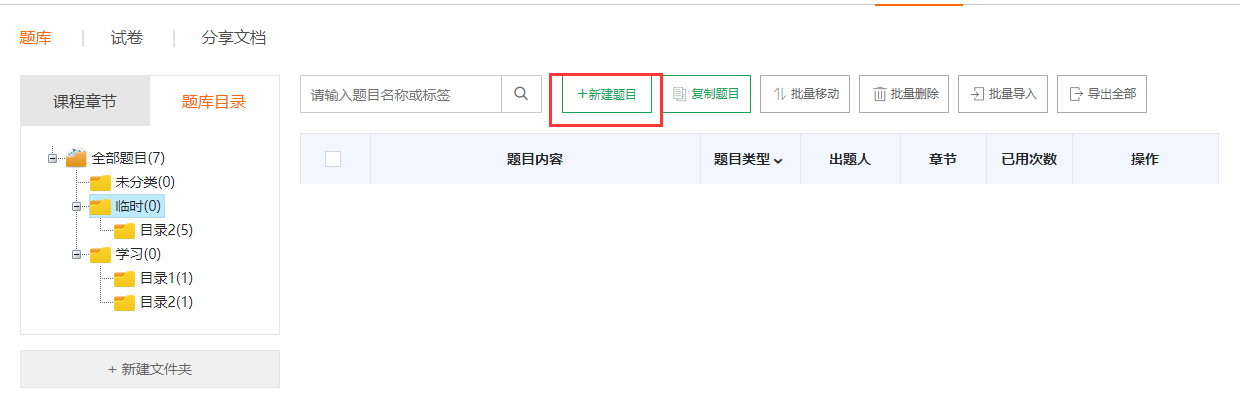 题库 试卷 分享文档
课程章节 题库目录
请输入题目名称或标签 +新建题目 复制题目 批量移动 批量删除 批量导入 导出全部
题目内容 题目类型 出题人 章节 已用次数 操作
全部题目(7)
未分类(0)
临时(0)
目录2(5)
学习(0)
目录1(1)
目录2(1)
+ 新建文件夹